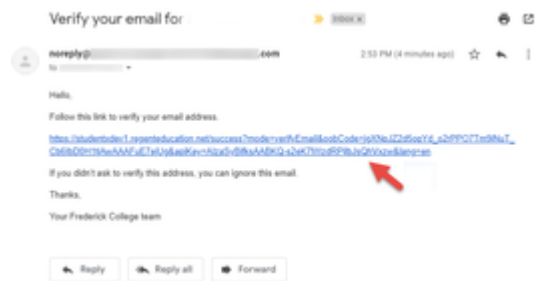 Verify your email for
Inbox x
noreply@ .com
2:53 PM (4 minutes ago)
to
Hello,
Follow this link to verify your email address.
If you didn't ask to verify this address, you can ignore this email.
Thanks,
Your Frederick College team
Reply
Reply all
Forward